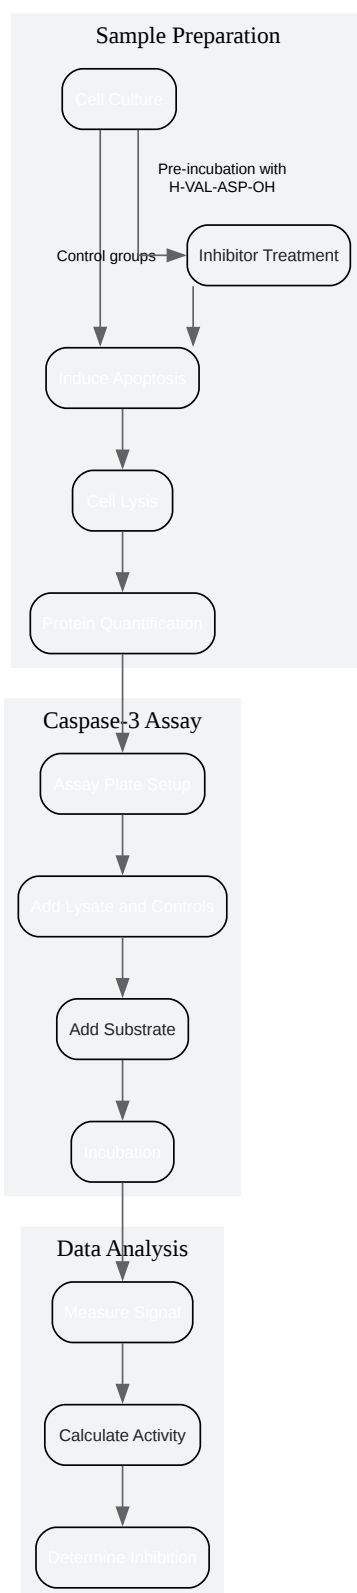 Sample Preparation
Cell Culture
Pre-incubation with
H-VAL-ASP-OH
Control groups
Inhibitor Treatment
Induce Apoptosis
Cell Lysis
Protein Quantification
Caspase-3 Assay
Assay Plate Setup
Add Lysate and Controls
Add Substrate
Incubation
Data Analysis
Measure Signal
Calculate Activity
Determine Inhibition